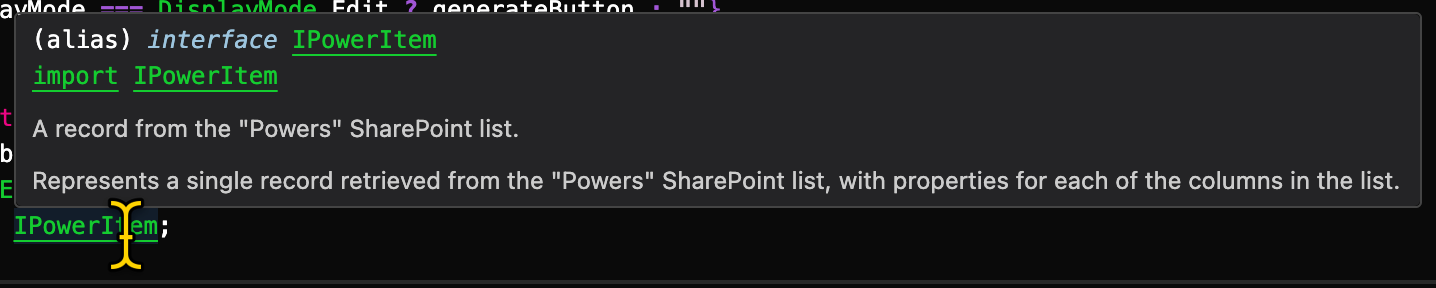 ayMode === DisplayMode.Edit ? generateButton : ""}
(alias) interface IPowerItem
import IPowerItem
t
A record from the "Powers" SharePoint list.
b
E
Represents a single record retrieved from the "Powers" SharePoint list, with properties for each of the columns in the list.
IPowerItem;